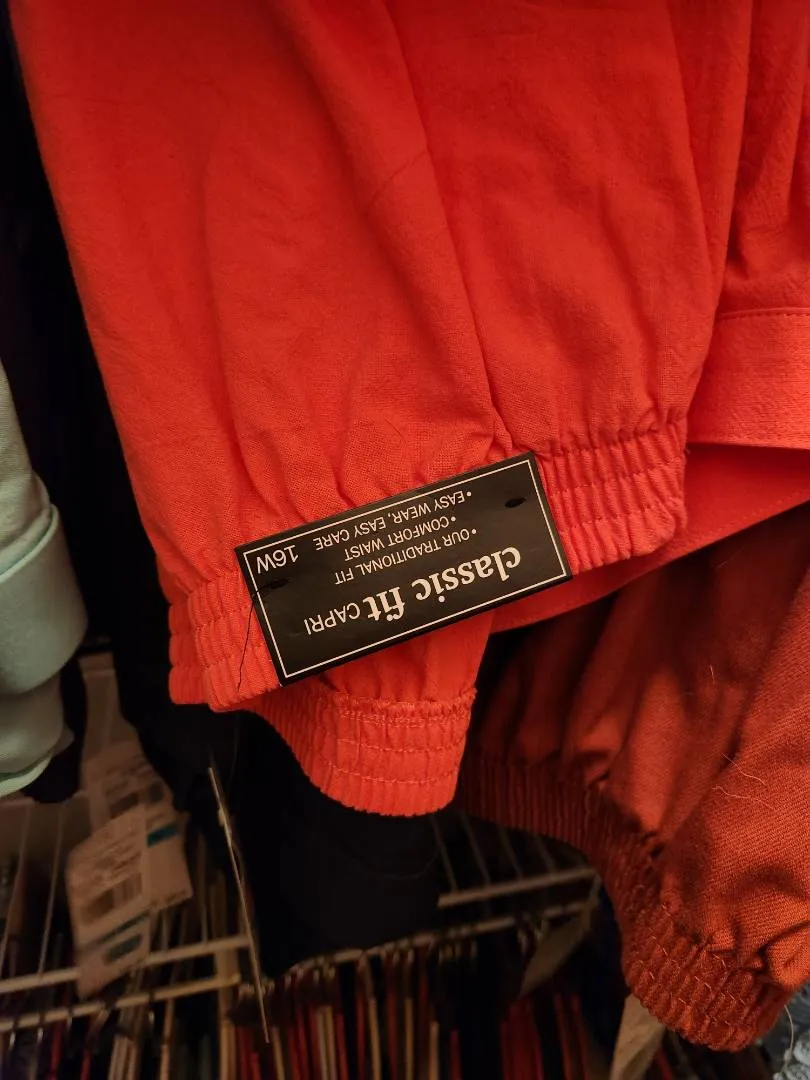 classic fit CAPRI
• OUR TRADITIONAL FIT
• COMFORT WAIST
• EASY WEAR, EASY CARE
16W